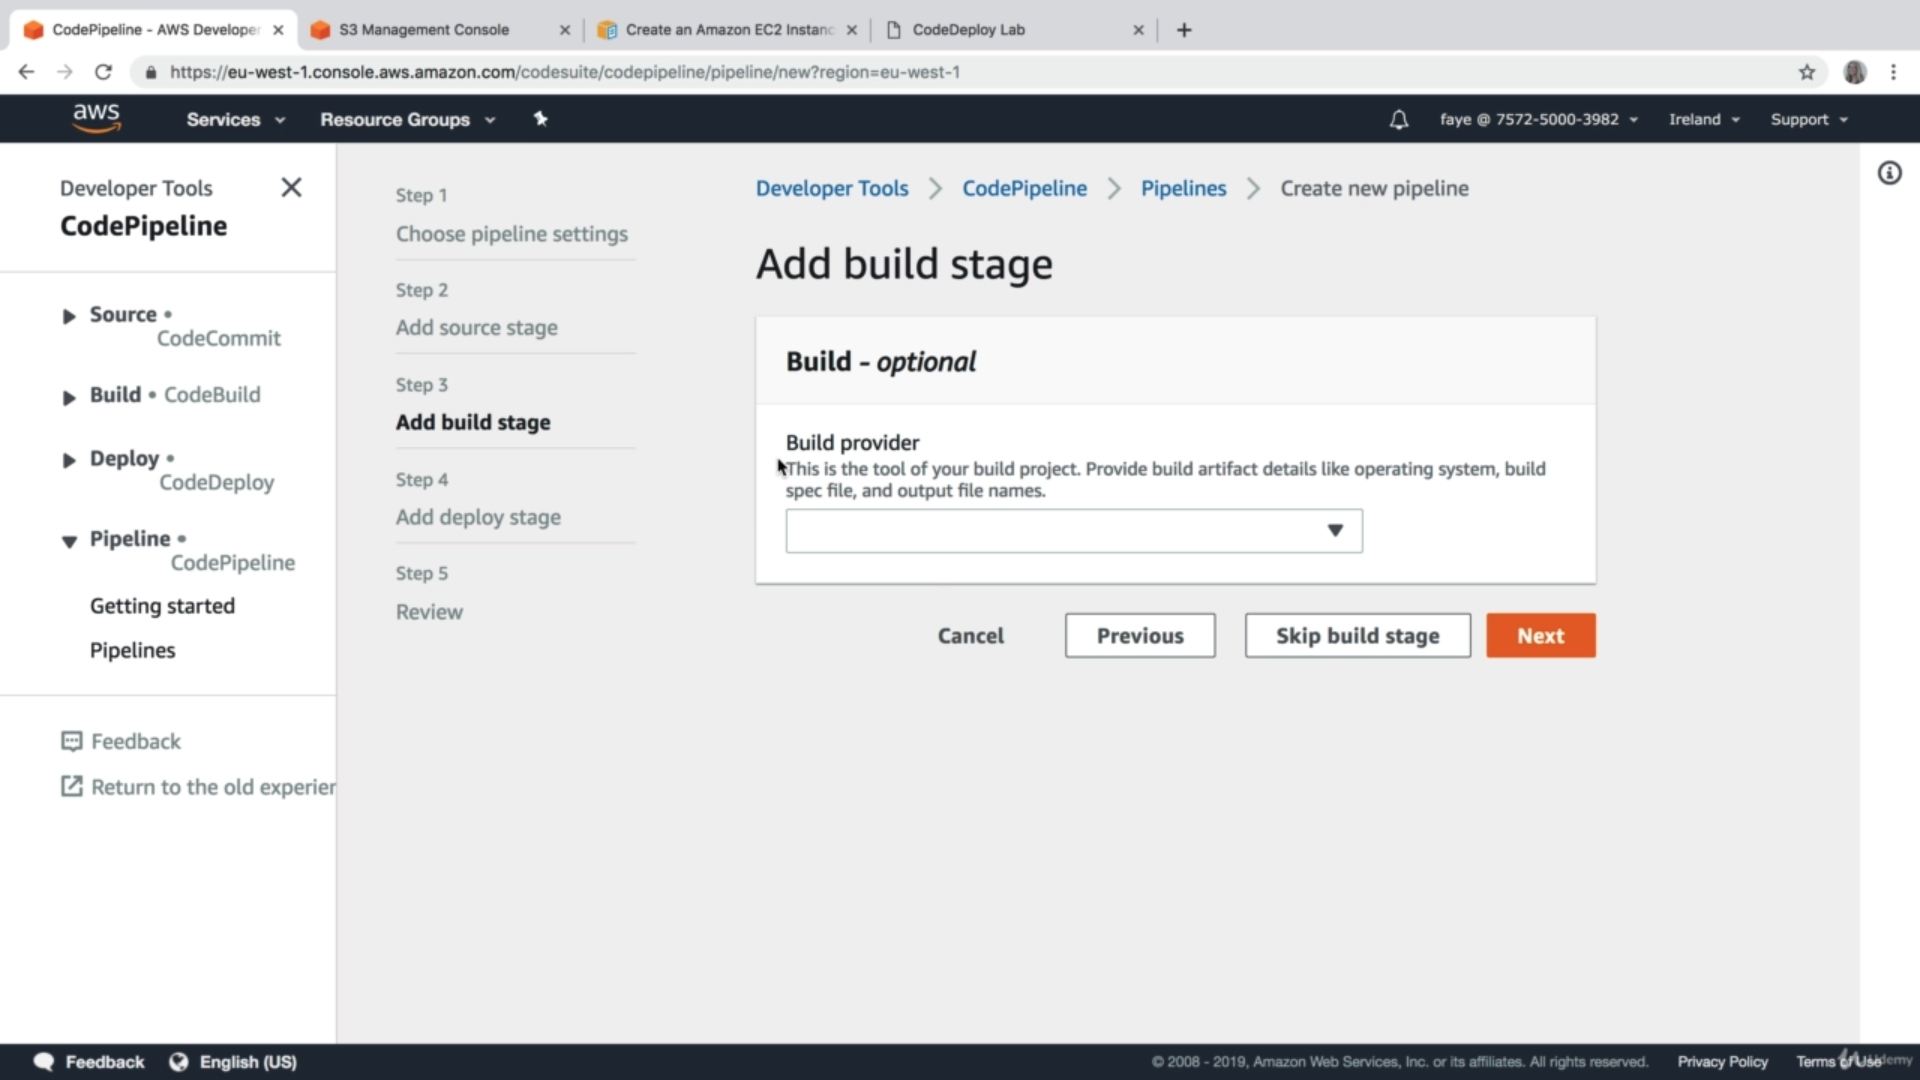 CodePipeline - AWS Developer
S3 Management Console
Create an Amazon EC2 Instanc
CodeDeploy Lab
https://eu-west-1.console.aws.amazon.com/codesuite/codepipeline/pipeline/new?region=eu-west-1
aws
Services
Resource Groups
faye @ 7572-5000-3982
Ireland
Support
Developer Tools
CodePipeline
Source •
CodeCommit
Build • CodeBuild
Deploy •
CodeDeploy
Pipeline •
CodePipeline
Getting started
Pipelines
Feedback
Return to the old experien
Step 1
Choose pipeline settings
Step 2
Add source stage
Step 3
Add build stage
Step 4
Add deploy stage
Step 5
Review
Developer Tools > CodePipeline > Pipelines > Create new pipeline
Add build stage
Build - optional
Build provider
This is the tool of your build project. Provide build artifact details like operating system, build
spec file, and output file names.
Cancel
Previous
Skip build stage
Next
Feedback
English (US)
© 2008 - 2019, Amazon Web Services, Inc. or its affiliates. All rights reserved.
Privacy Policy
Terms of Use